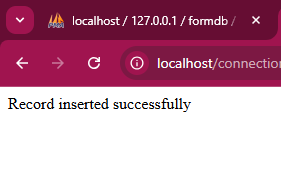 localhost / 127.0.0.1 / formdb /
localhost/connection
Record inserted successfully